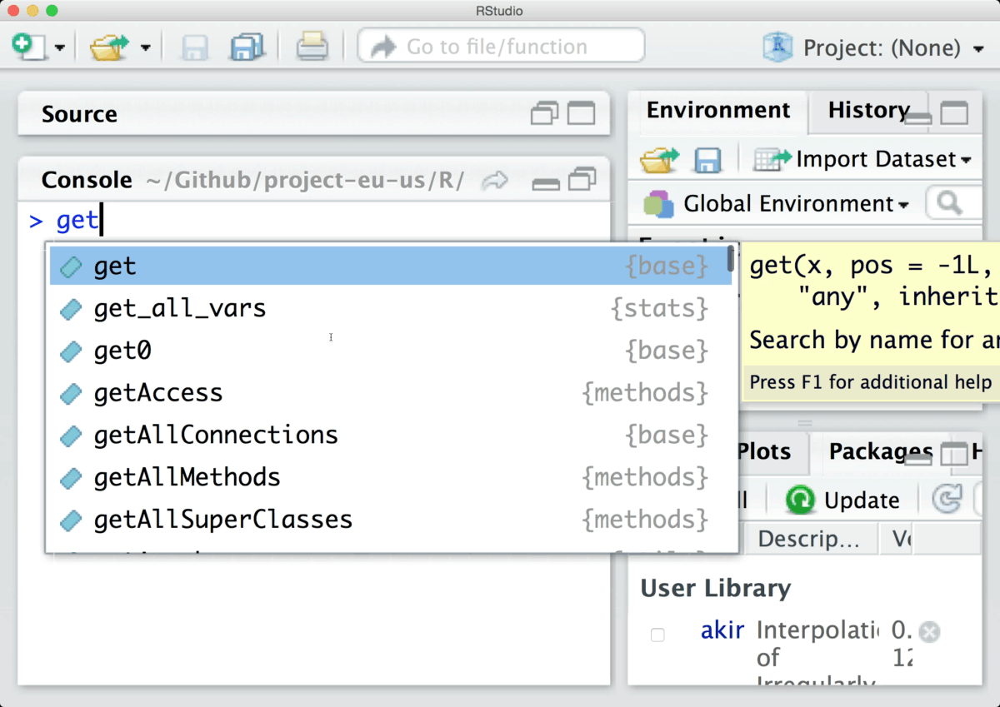 RStudio
Go to file/function
Project: (None)
Source
Console ~/Github/project-eu-us/R/
> get
get {base}
get_all_vars {stats}
get0 {base}
getAccess {methods}
getAllConnections {base}
getAllMethods {methods}
getAllSuperClasses {methods}
Environment History
Import Dataset
Global Environment
get(x, pos = -1L,
"any", inherit
Search by name for
Press F1 for additional help
Plots Packages
Update
Descrip...
User Library
akir Interpolati 0.
of 12
Irregularly